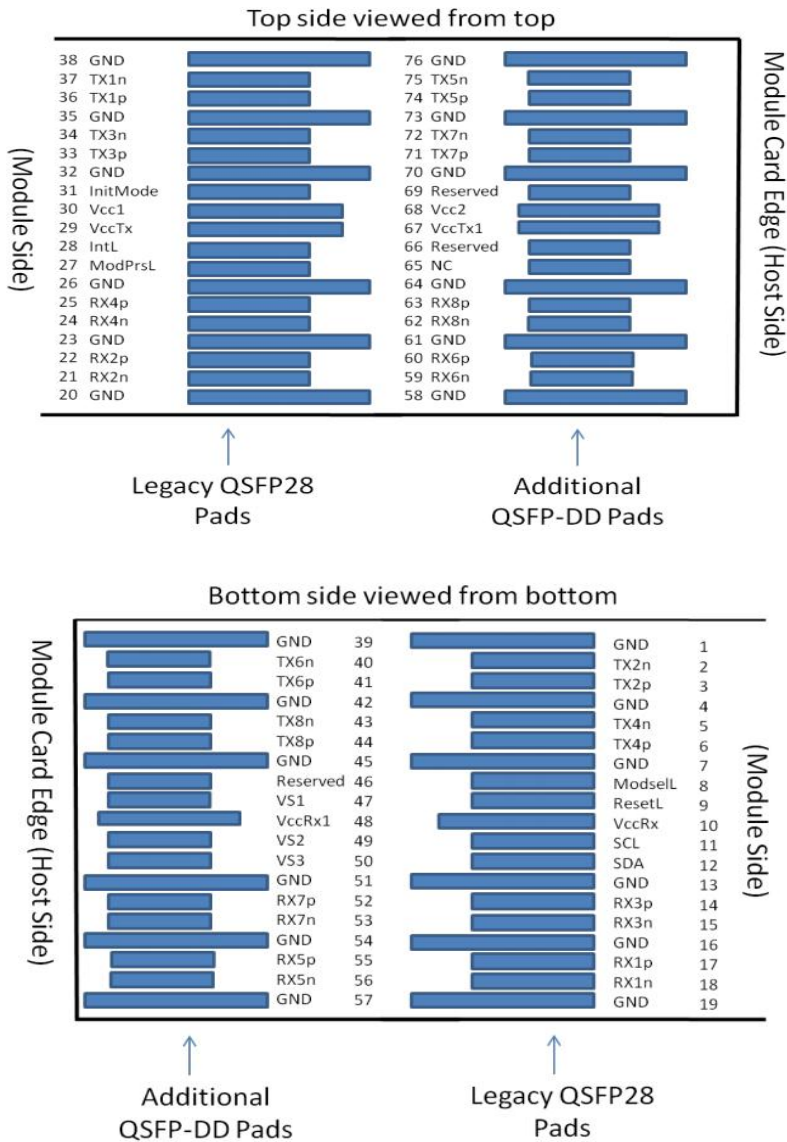 Top side viewed from top
38 GND 76 GND
37 TX1n 75 TX5n
36 TX1p 74 TX5p
35 GND 73 GND
34 TX3n 72 TX7n
33 TX3p 71 TX7p
32 GND 70 GND
31 InitMode 69 Reserved
30 Vcc1 68 Vcc2
29 VccTx 67 VccTx1
28 IntL 66 Reserved
27 ModPrsL 65 NC
26 GND 64 GND
25 RX4p 63 RX8p
24 RX4n 62 RX8n
23 GND 61 GND
22 RX2p 60 RX6p
21 RX2n 59 RX6n
20 GND 58 GND
(Module Side)
Module Card Edge (Host Side)
Legacy QSFP28
Pads
Additional
QSFP-DD Pads
Bottom side viewed from bottom
Module Card Edge (Host Side)
GND 39 GND 1
TX6n 40 TX2n 2
TX6p 41 TX2p 3
GND 42 GND 4
TX8n 43 TX4n 5
TX8p 44 TX4p 6
GND 45 GND 7
Reserved 46 ModselL 8
VS1 47 ResetL 9
VccRx1 48 VccRx 10
VS2 49 SCL 11
VS3 50 SDA 12
GND 51 GND 13
RX7p 52 RX3p 14
RX7n 53 RX3n 15
GND 54 GND 16
RX5p 55 RX1p 17
RX5n 56 RX1n 18
GND 57 GND 19
(Module Side)
Additional
QSFP-DD Pads
Legacy QSFP28
Pads